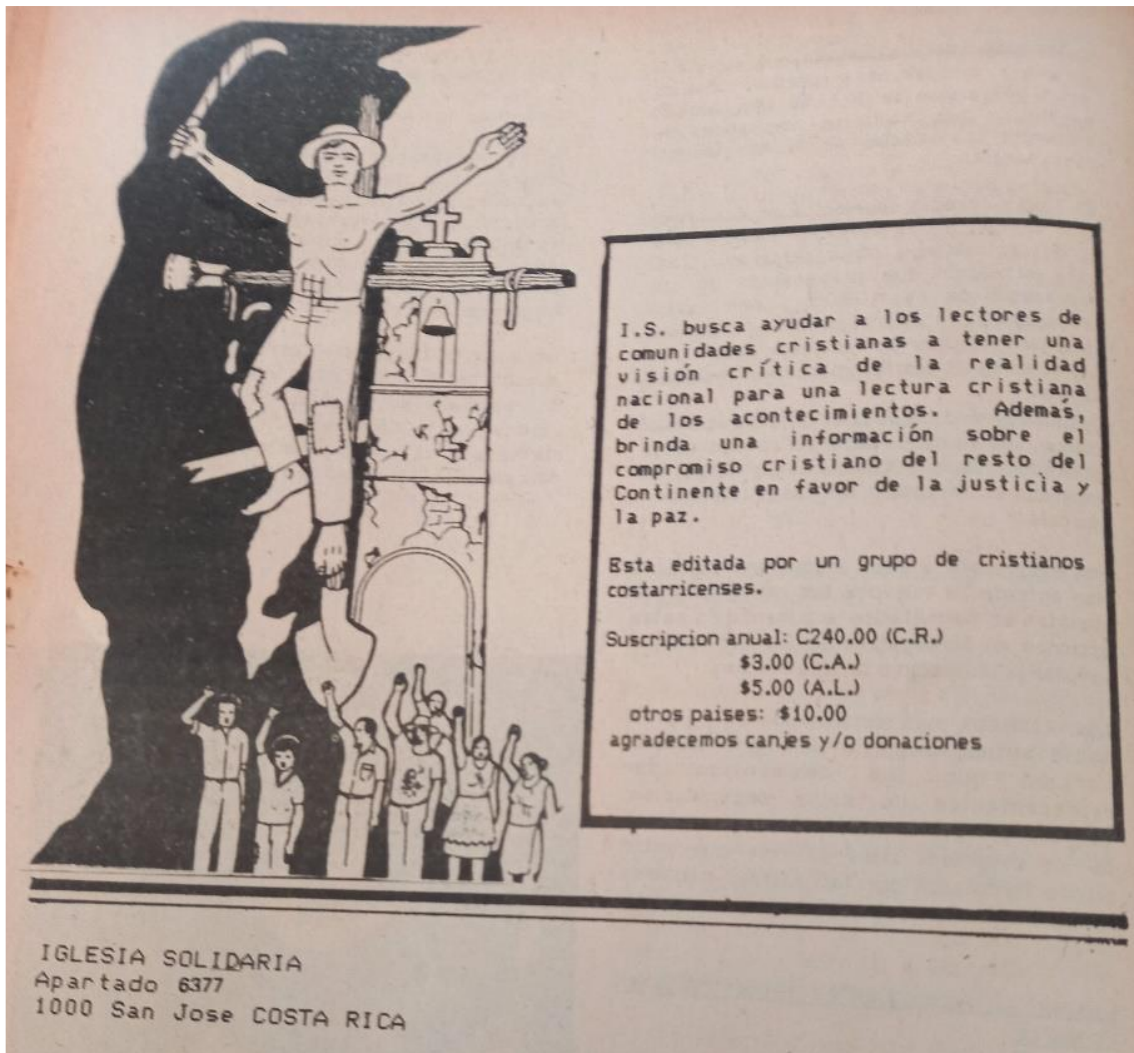 I.S. busca ayudar a los lectores de
comunidades cristianas a tener una
visión crítica de la realidad
nacional para una lectura cristiana
de los acontecimientos. Además,
brinda una información sobre el
compromiso cristiano del resto del
Continente en favor de la justicia y
la paz.
Esta editada por un grupo de cristianos
costarricenses.
Suscripcion anual: C240.00 (C.R.)
$3.00 (C.A.)
$5.00 (A.L.)
otros paises: $10.00
agradecemos canjes y/o donaciones
IGLESIA SOLIDARIA
Apartado 6377
1000 San Jose COSTA RICA